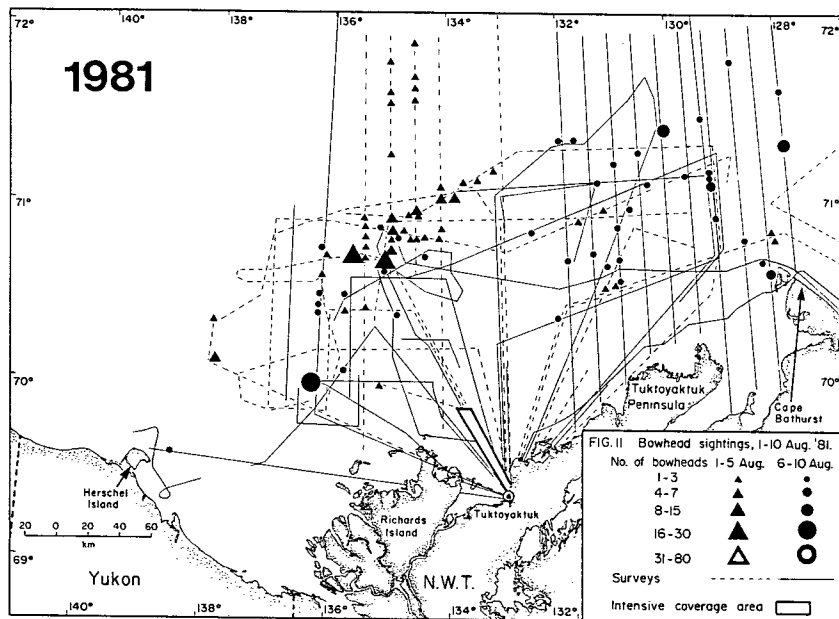 72° 140° 138° 136° 134° 132° 130° 128° 72°
1981
71° 71°
70° 70°
Tuktoyaktuk
Peninsula
Cape
Bathurst
Herschel
Island
20 0 20 40 60
km
Richards
Island
Tuktoyaktuk
69°
Yukon
N.W.T.
140° 138° 136° 134° 132°
FIG. 11 Bowhead sightings, 1-10 Aug. '81.
No. of bowheads 1-5 Aug. 6-10 Aug.
1-3
4-7
8-15
16-30
31-80
Surveys
Intensive coverage area